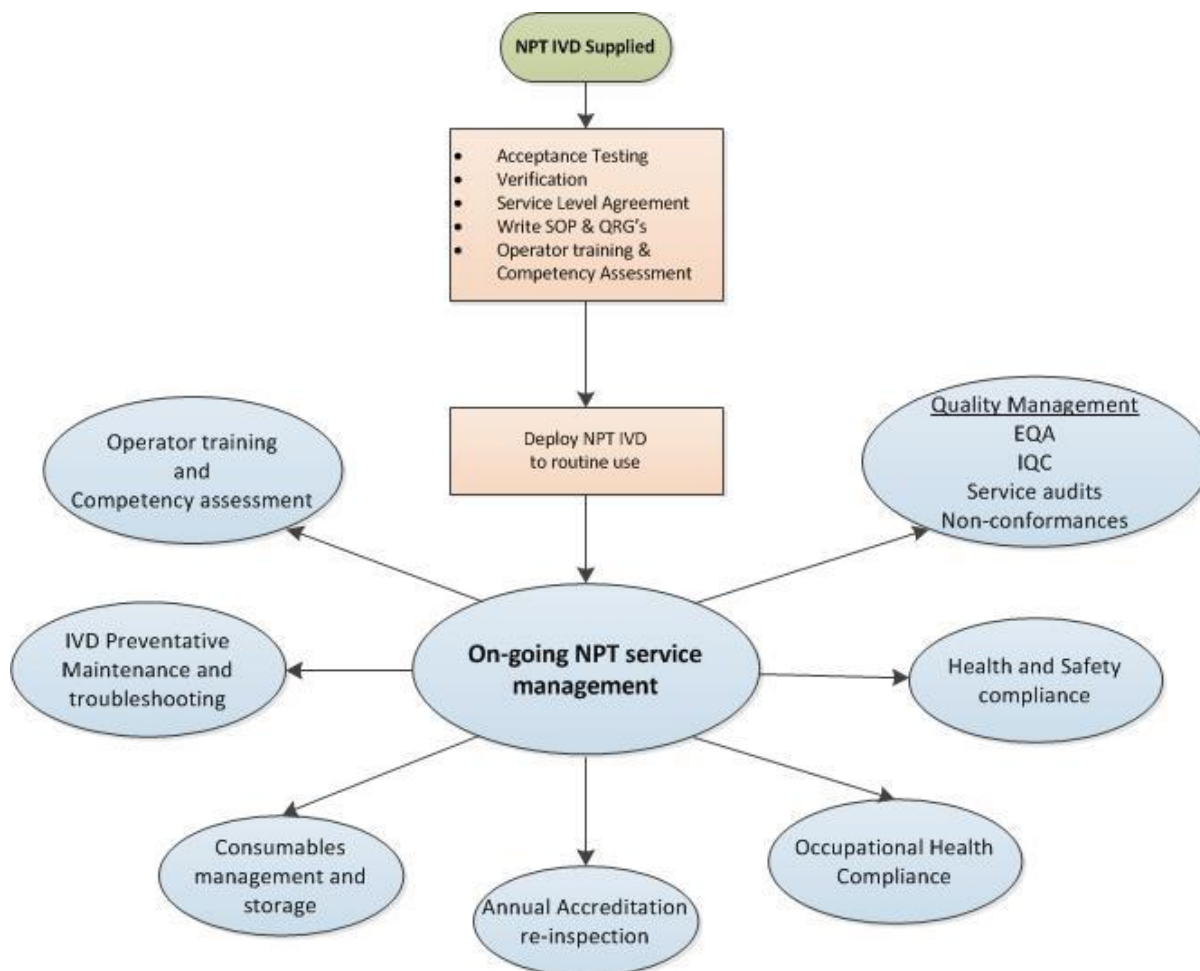 NPT IVD Supplied
• Acceptance Testing
• Verification
• Service Level Agreement
• Write SOP & QRG's
• Operator training &
Competency Assessment
Deploy NPT IVD
to routine use
Operator training
and
Competency assessment
Quality Management
EQA
IQC
Service audits
Non-conformances
IVD Preventative
Maintenance and
troubleshooting
On-going NPT service
management
Health and Safety
compliance
Consumables
management and
storage
Annual Accreditation
re-inspection
Occupational Health
Compliance